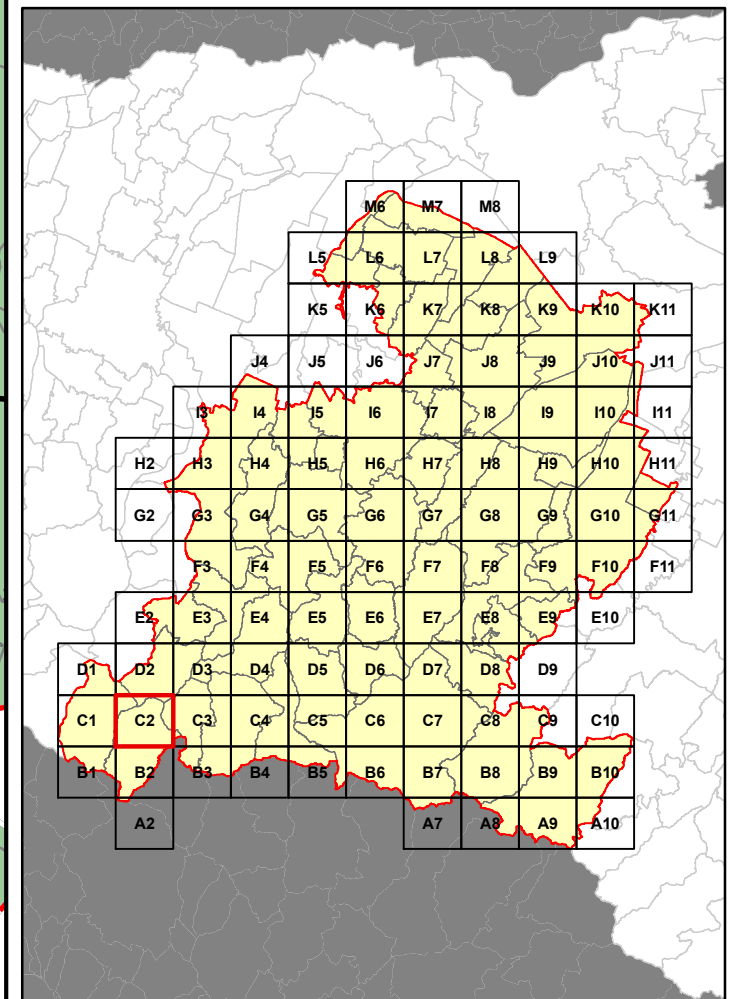 M6 M7 M8
L5 L6 L7 L8 L9
K5 K6 K7 K8 K9 K10 K11
J4 J5 J6 J7 J8 J9 J10 J11
I3 I4 I5 I6 I7 I8 I9 I10 I11
H2 H3 H4 H5 H6 H7 H8 H9 H10 H11
G2 G3 G4 G5 G6 G7 G8 G9 G10 G11
F3 F4 F5 F6 F7 F8 F9 F10 F11
E2 E3 E4 E5 E6 E7 E8 E9 E10
D1 D2 D3 D4 D5 D6 D7 D8 D9
C1 C2 C3 C4 C5 C6 C7 C8 C9 C10
B1 B2 B3 B4 B5 B6 B7 B8 B9 B10
A2 A7 A8 A9 A10